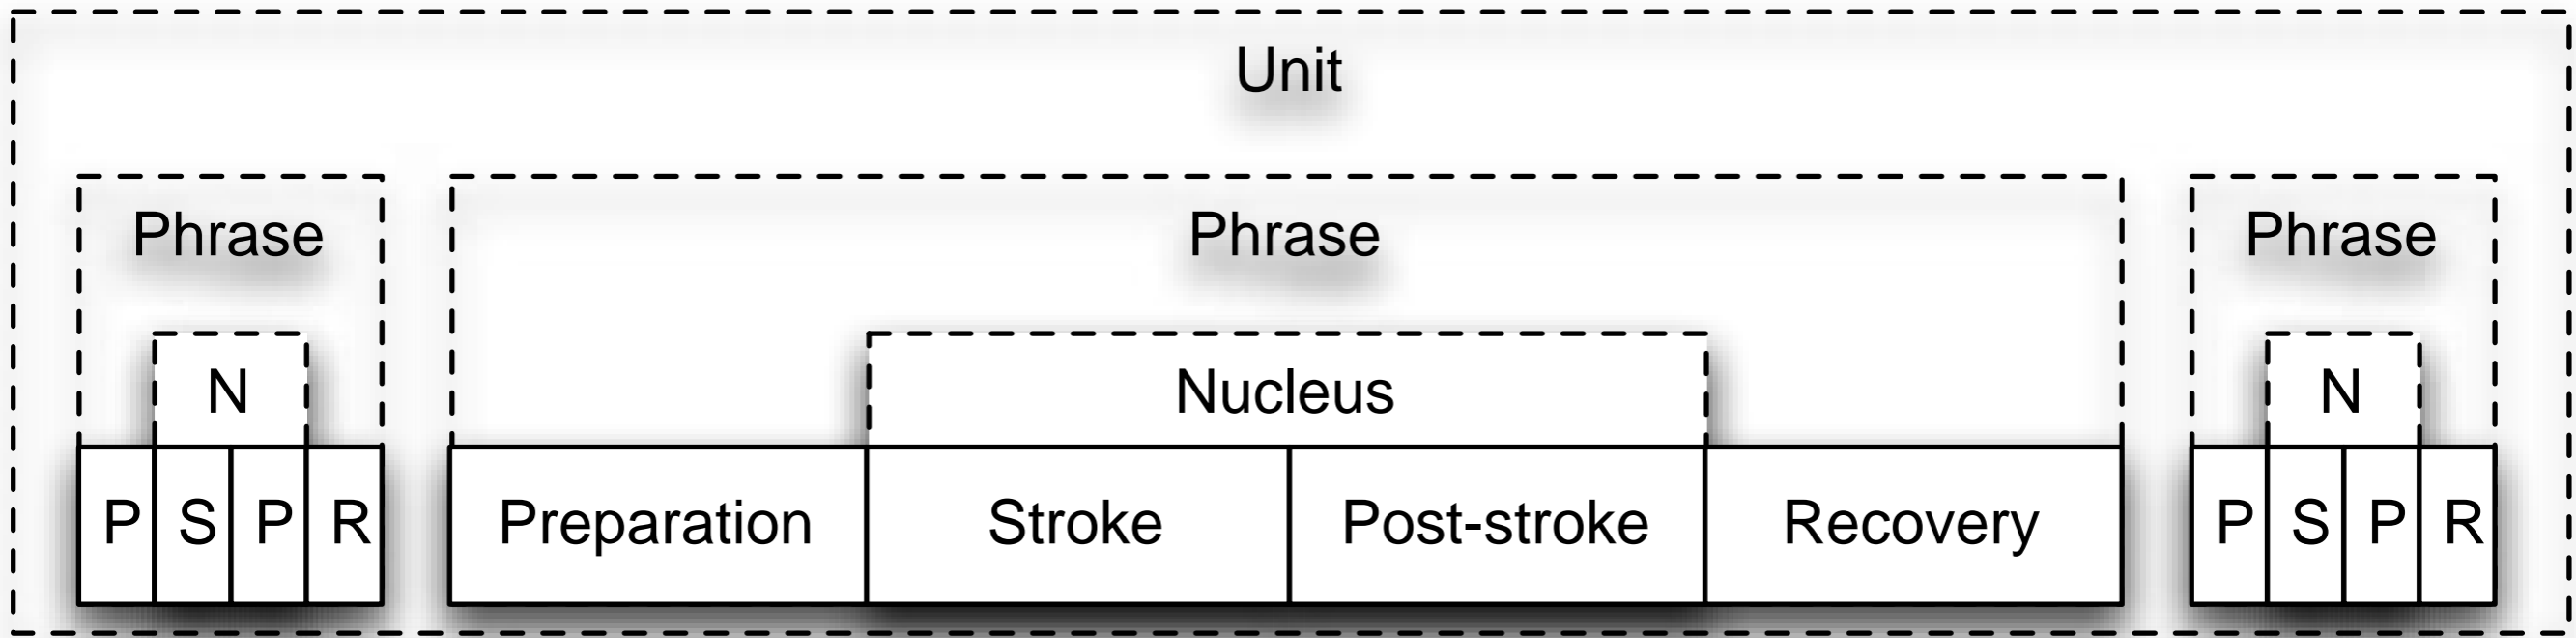 Unit
Phrase Phrase Phrase
N Nucleus N
P S P R Preparation Stroke Post-stroke Recovery P S P R